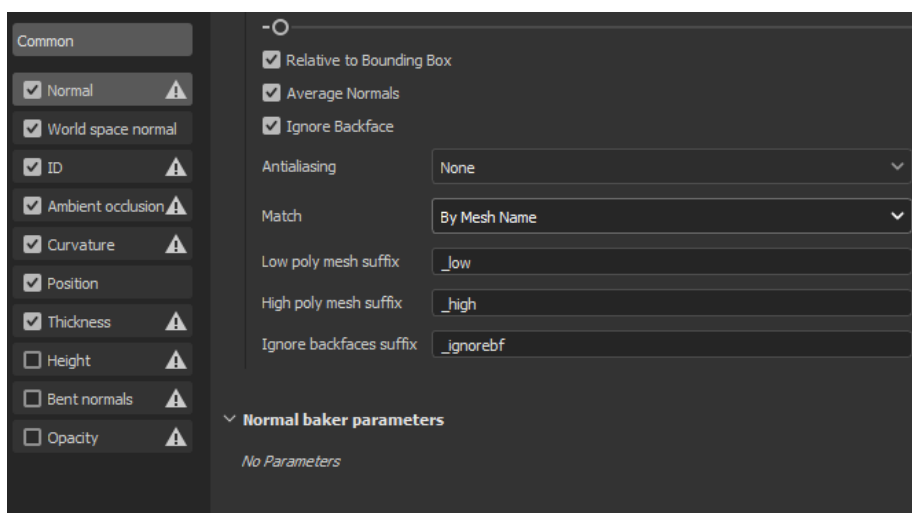 Common
Normal
World space normal
ID
Ambient occlusion
Curvature
Position
Thickness
Height
Bent normals
Opacity
Relative to Bounding Box
Average Normals
Ignore Backface
Antialiasing None
Match By Mesh Name
Low poly mesh suffix _low
High poly mesh suffix _high
Ignore backfaces suffix _ignorebf
Normal baker parameters
No Parameters